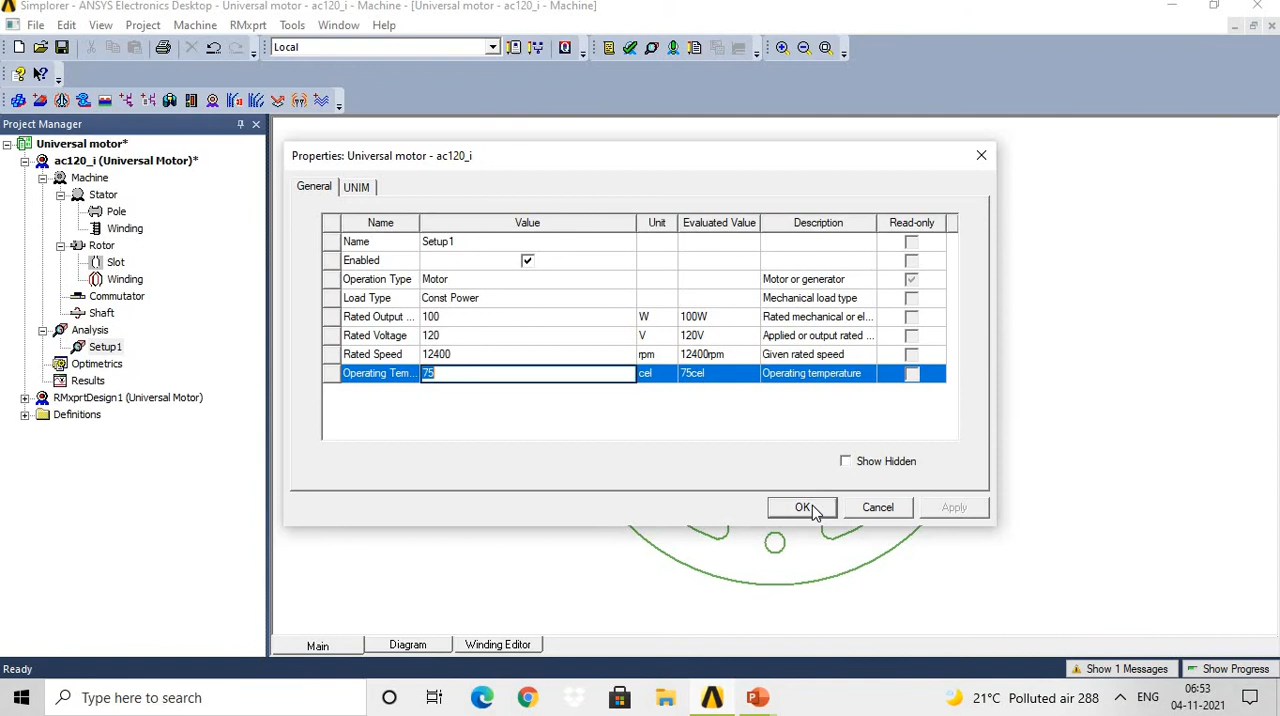 Simplorer - ANSYS Electronics Desktop - Universal motor - ac120_i - Machine - [Universal motor - ac120_i - Machine]
File Edit View Project Machine RMxprt Tools Window Help
Local
Project Manager
Universal motor*
ac120_i (Universal Motor)*
Machine
Stator
Pole
Winding
Rotor
Slot
Winding
Commutator
Shaft
Analysis
Setup1
Optimetrics
Results
RMxprtDesign1 (Universal Motor)
Definitions
Properties: Universal motor - ac120_i
General UNIM
Name Value Unit Evaluated Value Description Read-only
Name Setup1
Enabled
Operation Type Motor Motor or generator
Load Type Const Power Mechanical load type
Rated Output ... 100 W 100W Rated mechanical or el...
Rated Voltage 120 V 120V Applied or output rated ...
Rated Speed 12400 rpm 12400rpm Given rated speed
Operating Tem... 75 cel 75cel Operating temperature
Show Hidden
OK Cancel Apply
Main Diagram Winding Editor
Ready Show 1 Messages Show Progress
Type here to search 21°C Polluted air 288 ENG 06:53
04-11-2021